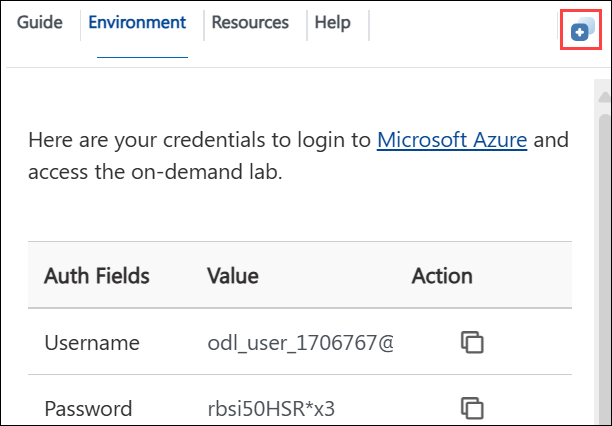 Guide Environment Resources Help
Here are your credentials to login to Microsoft Azure and
access the on-demand lab.
Auth Fields Value Action
Username odl_user_1706767@
Password rbsi50HSR*x3